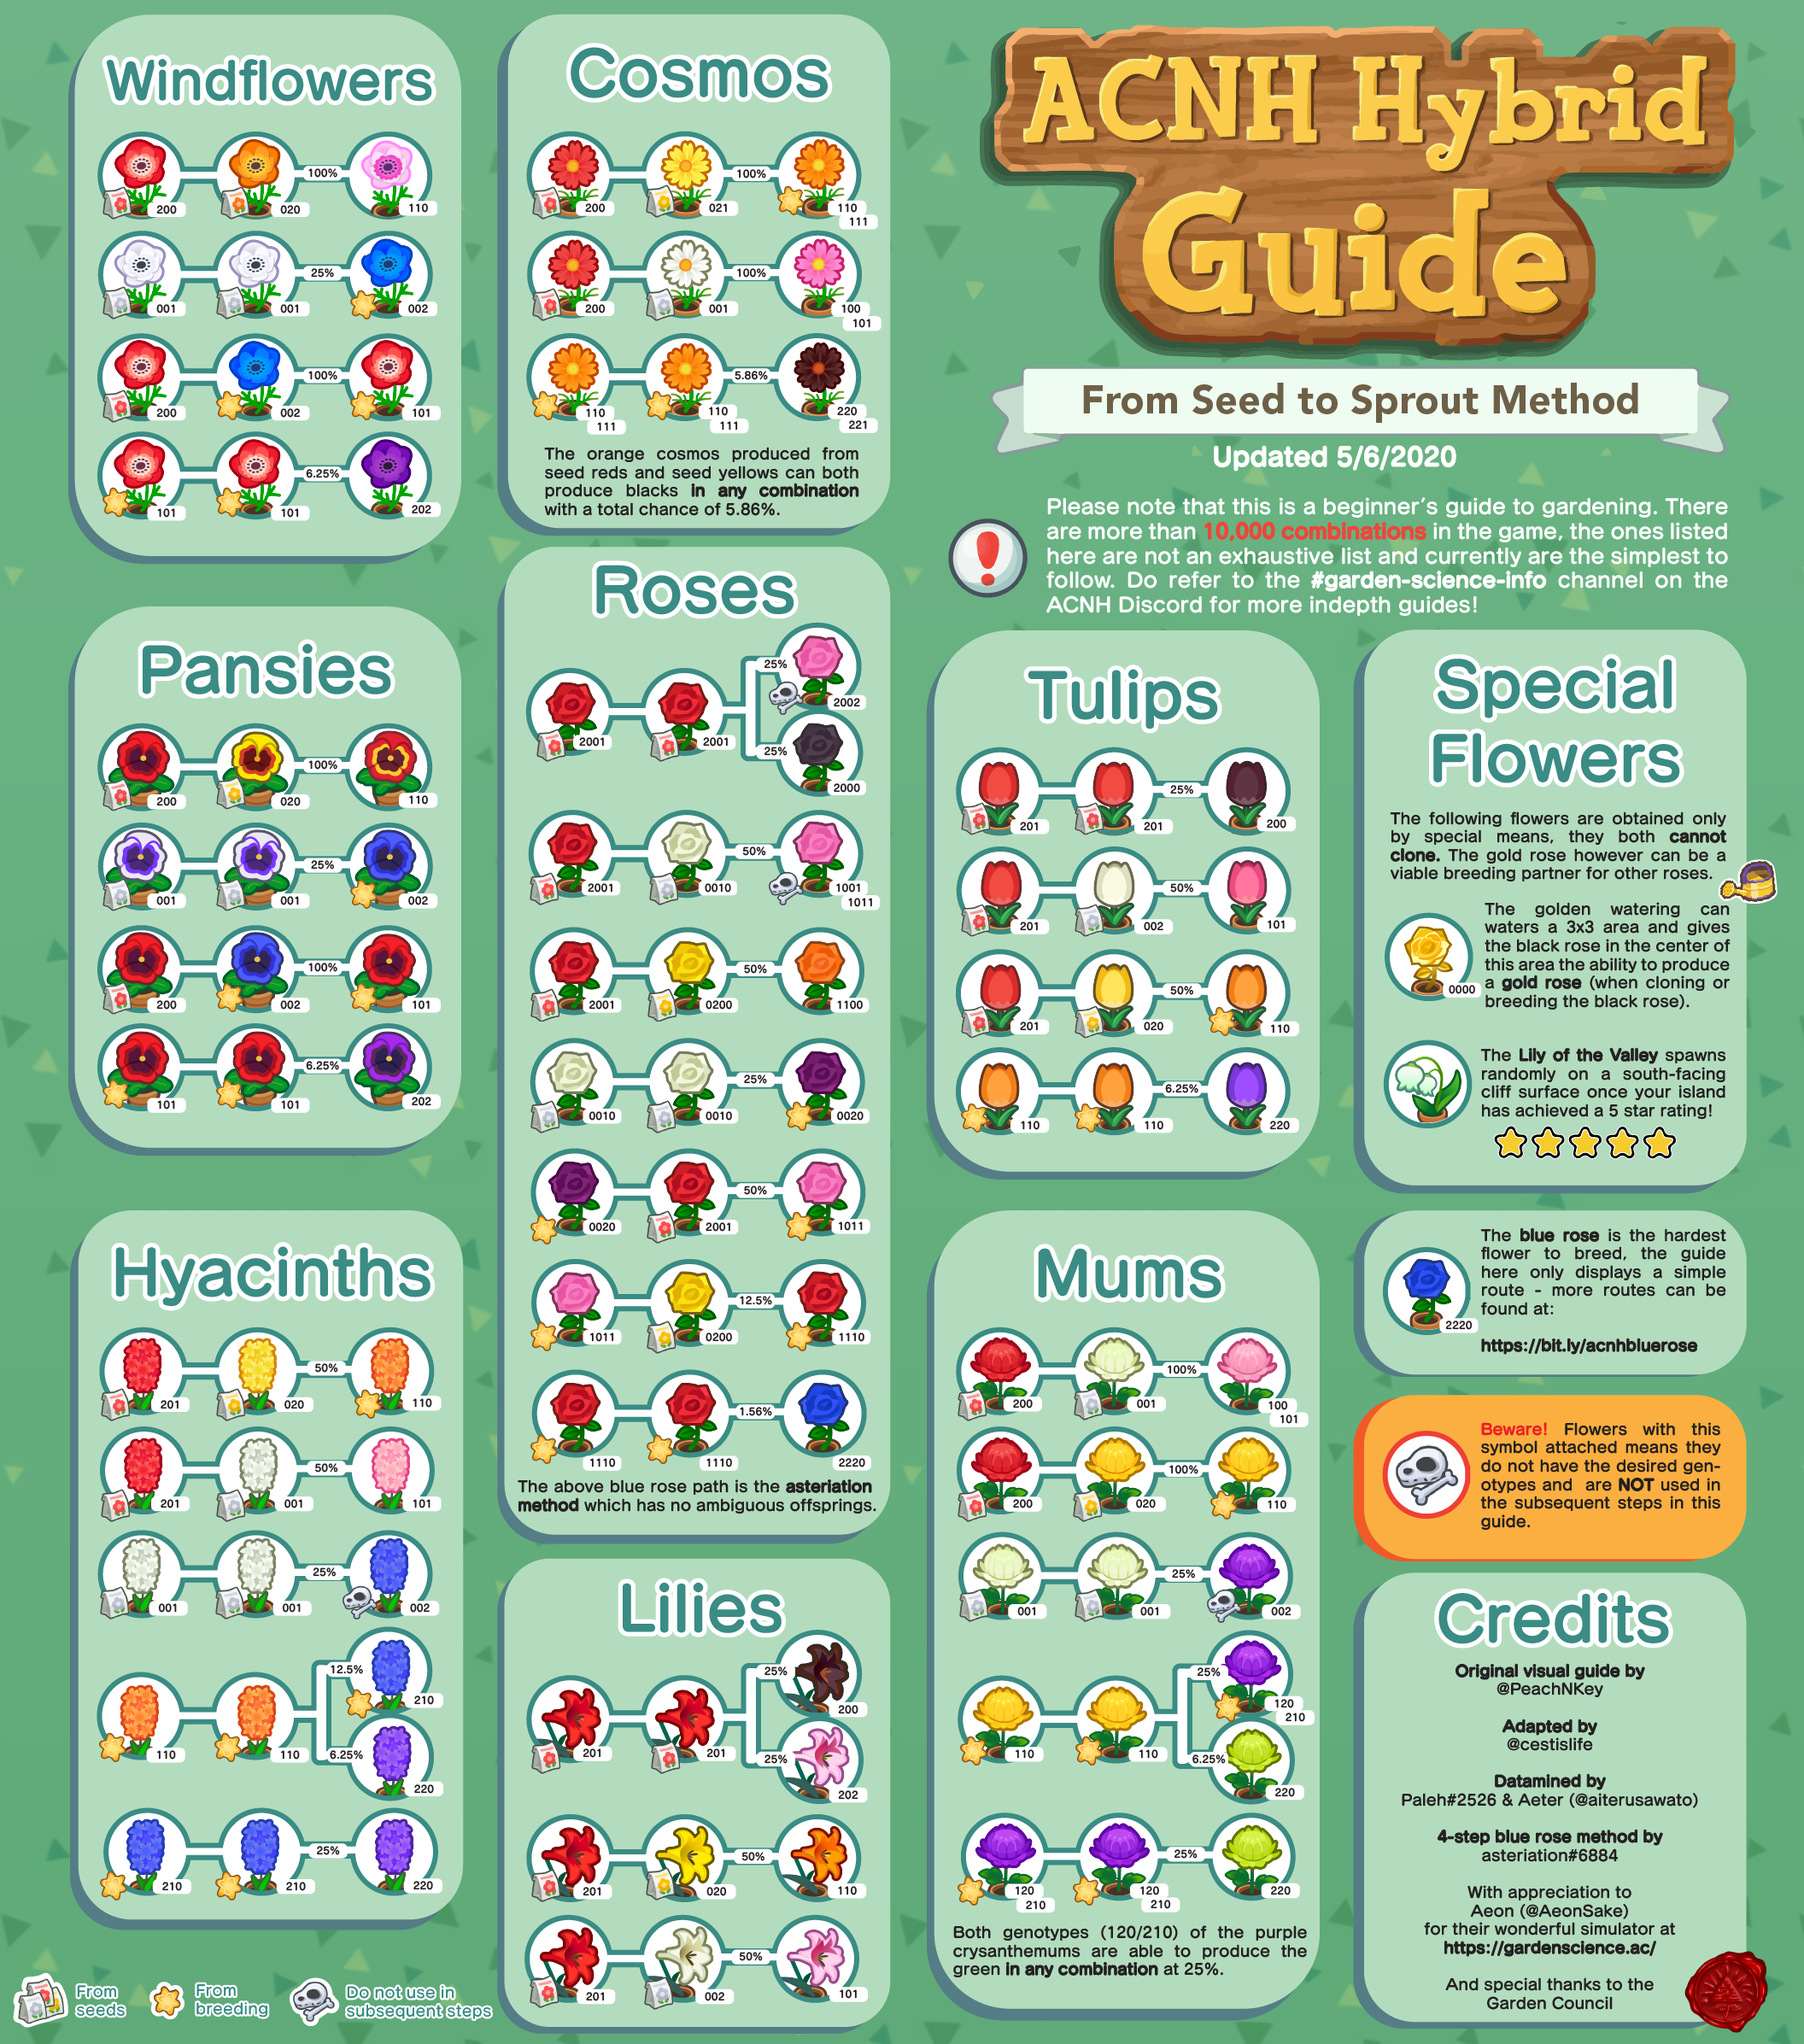 ACNH Hybrid
Guide
From Seed to Sprout Method
Updated 5/6/2020
Please note that this is a beginner's guide to gardening. There
are more than 10,000 combinations in the game, the ones listed
here are not an exhaustive list and currently are the simplest to
follow. Do refer to the #garden-science-info channel on the
ACNH Discord for more indepth guides!
Windflowers
100%
200 020 110
25%
001 001 002
100%
200 002 101
6.25%
101 101 202
Cosmos
100%
200 021 110
111
100%
200 001 100
101
5.86%
110 110 220
111 111 221
The orange cosmos produced from
seed reds and seed yellows can both
produce blacks in any combination
with a total chance of 5.86%.
Pansies
100%
200 020 110
25%
001 001 002
100%
200 002 101
6.25%
101 101 202
Roses
25%
2002
2001 2001
25%
2000
50%
2001 0010 1001
1011
50%
2001 0200 1100
25%
0010 0010 0020
50%
0020 2001 1011
12.5%
1011 0200 1110
1.56%
1110 1110 2220
The above blue rose path is the asteriation
method which has no ambiguous offsprings.
Tulips
25%
201 201 200
50%
201 002 101
50%
201 020 110
6.25%
110 110 220
Special
Flowers
The following flowers are obtained only
by special means, they both cannot
clone. The gold rose however can be a
viable breeding partner for other roses.
The golden watering can
waters a 3x3 area and gives
the black rose in the center of
this area the ability to produce
a gold rose (when cloning or
breeding the black rose).
0000
The Lily of the Valley spawns
randomly on a south-facing
cliff surface once your island
has achieved a 5 star rating!
The blue rose is the hardest
flower to breed, the guide
here only displays a simple
route - more routes can be
found at:
2220
https://bit.ly/acnhbluerose
Beware! Flowers with this
symbol attached means they
do not have the desired gen-
otypes and are NOT used in
the subsequent steps in this
guide.
Hyacinths
50%
201 020 110
50%
201 001 101
25%
001 001 002
12.5%
210
110 110
6.25%
220
25%
210 210 220
Lilies
25%
200
201 201
25%
202
50%
201 020 110
50%
201 002 101
Mums
100%
200 001 100
101
100%
200 020 110
25%
001 001 002
25%
120
210
110 110
6.25%
220
25%
120 120 220
210 210
Both genotypes (120/210) of the purple
crysanthemums are able to produce the
green in any combination at 25%.
Credits
Original visual guide by
@PeachNKey
Adapted by
@cestislife
Datamined by
Paleh#2526 & Aeter (@aiterusawato)
4-step blue rose method by
asteriation#6884
With appreciation to
Aeon (@AeonSake)
for their wonderful simulator at
https://gardenscience.ac/
And special thanks to the
Garden Council
From
seeds
From
breeding
Do not use in
subsequent steps